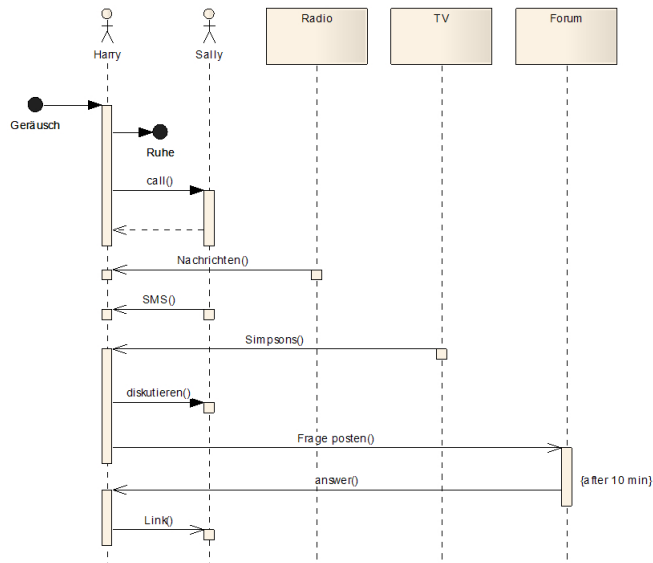 Radio
TV
Forum
Harry
Sally
Geräusch
Ruhe
call()
Nachrichten()
SMS()
Simpsons()
diskutieren()
Frage posten()
answer()
{after 10 min}
Link()